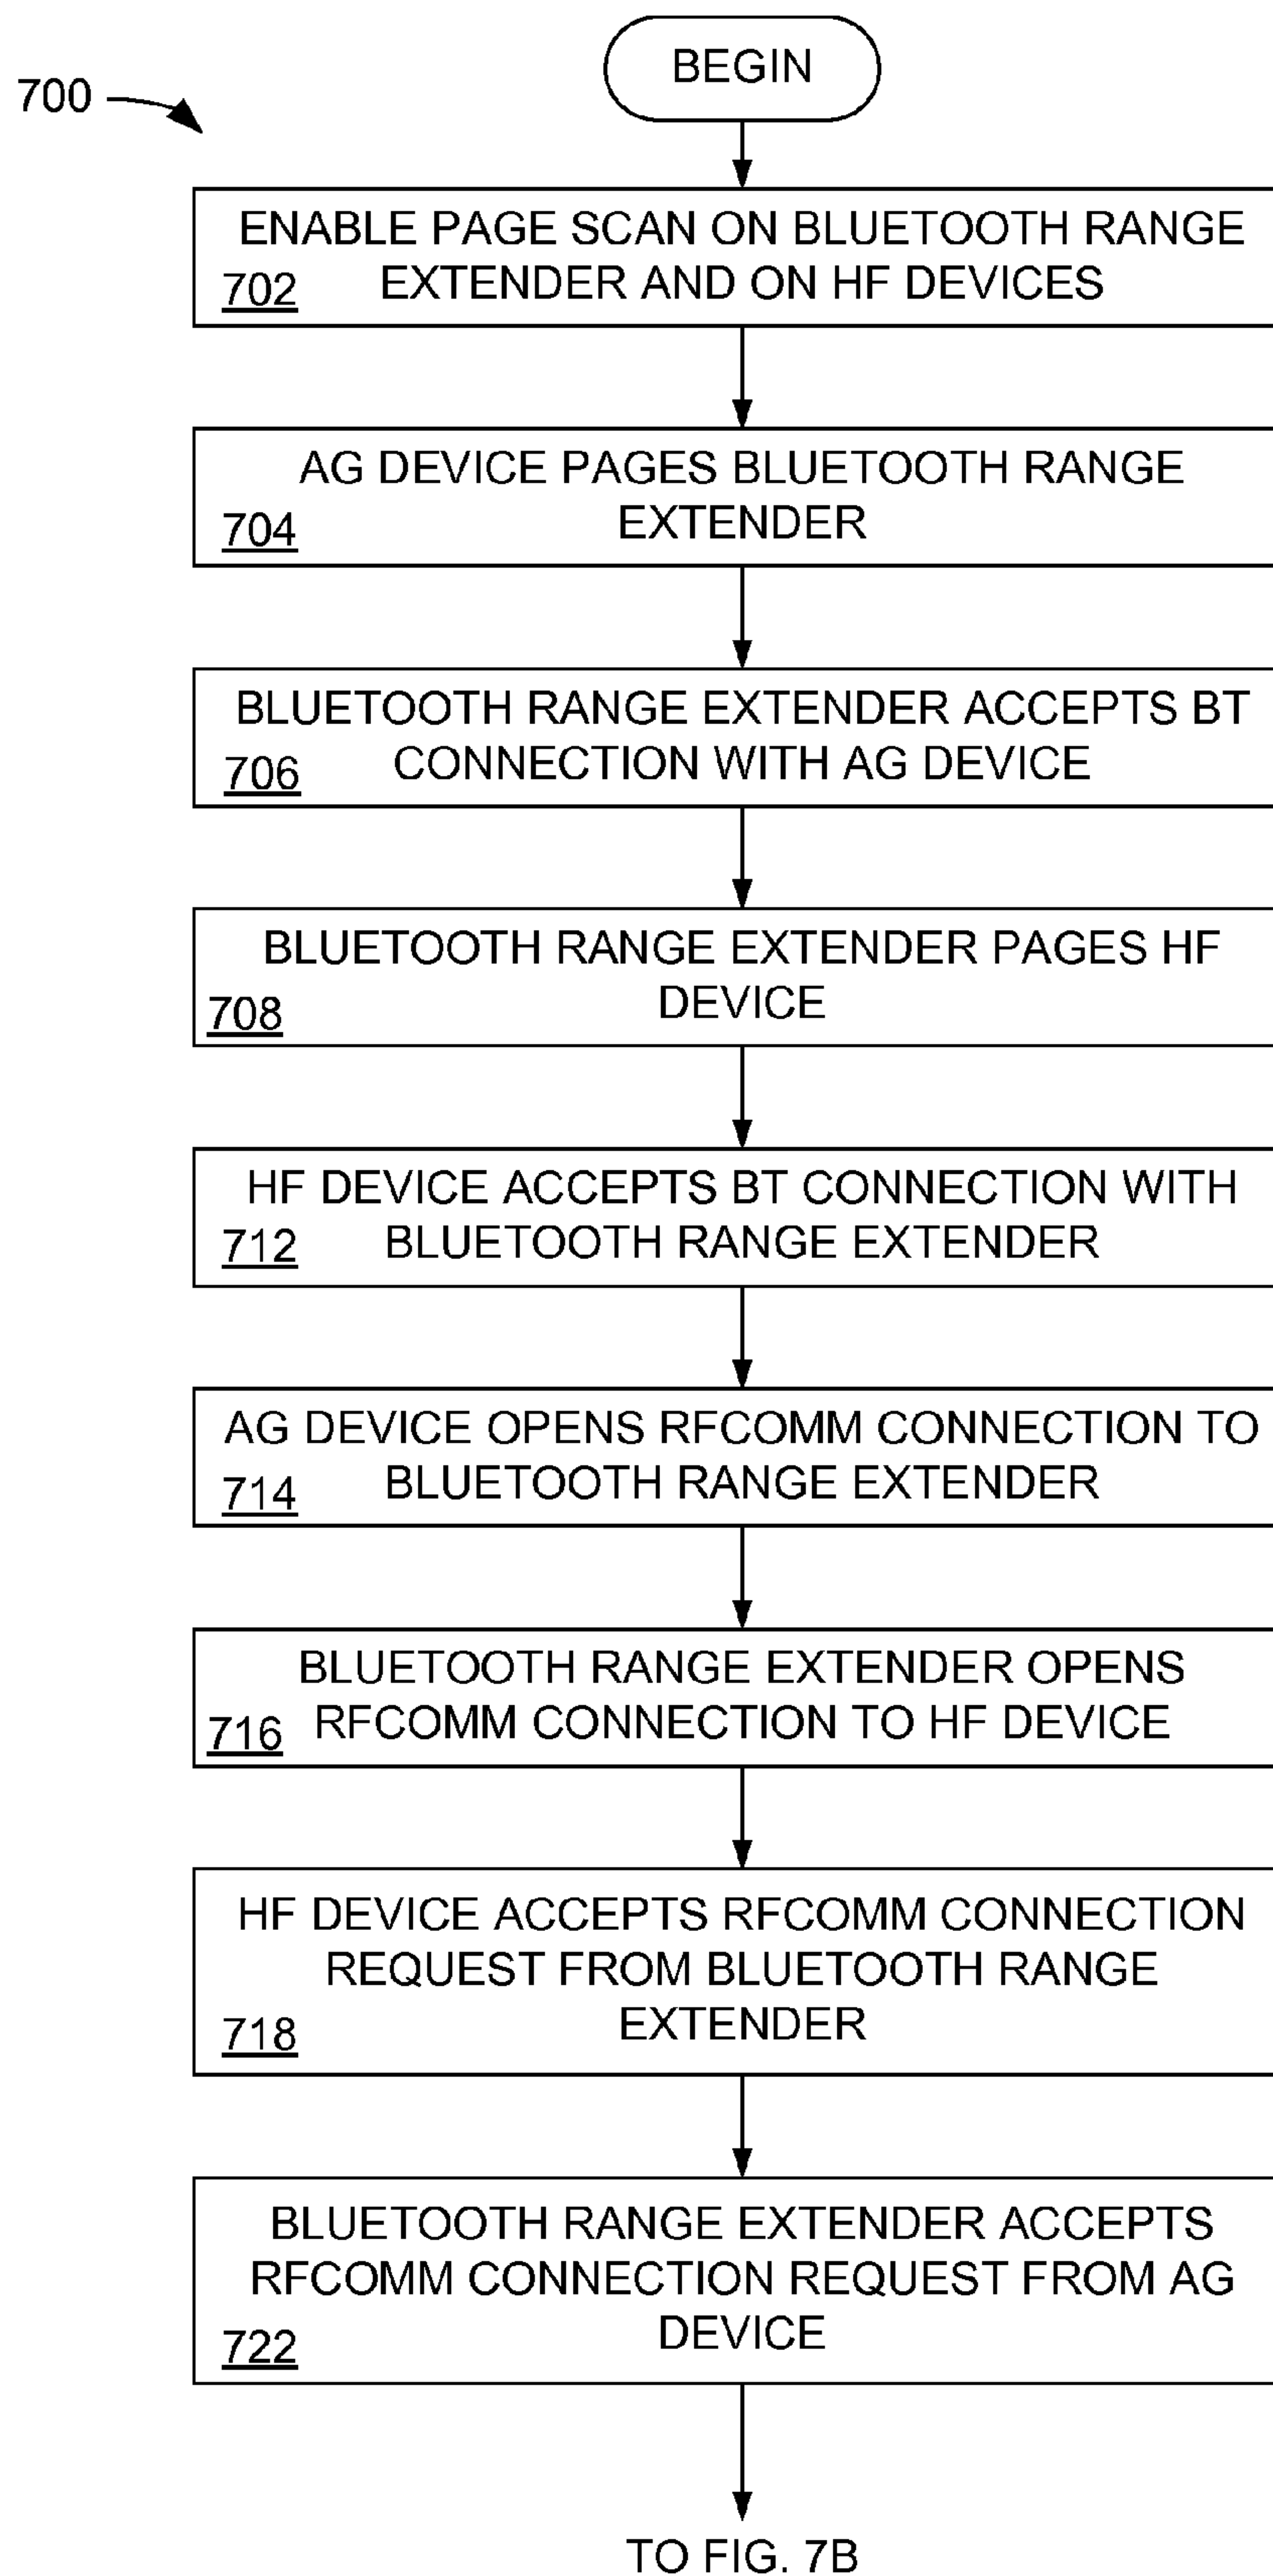 BEGIN
700
ENABLE PAGE SCAN ON BLUETOOTH RANGE
EXTENDER AND ON HF DEVICES
702
AG DEVICE PAGES BLUETOOTH RANGE
EXTENDER
704
BLUETOOTH RANGE EXTENDER ACCEPTS BT
CONNECTION WITH AG DEVICE
706
BLUETOOTH RANGE EXTENDER PAGES HF
DEVICE
708
HF DEVICE ACCEPTS BT CONNECTION WITH
BLUETOOTH RANGE EXTENDER
712
AG DEVICE OPENS RFCOMM CONNECTION TO
BLUETOOTH RANGE EXTENDER
714
BLUETOOTH RANGE EXTENDER OPENS
RFCOMM CONNECTION TO HF DEVICE
716
HF DEVICE ACCEPTS RFCOMM CONNECTION
REQUEST FROM BLUETOOTH RANGE
EXTENDER
718
BLUETOOTH RANGE EXTENDER ACCEPTS
RFCOMM CONNECTION REQUEST FROM AG
DEVICE
722
TO FIG. 7B